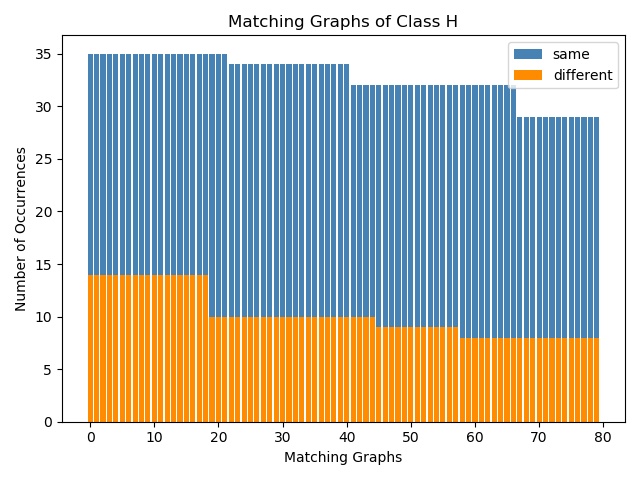 Matching Graphs of Class H
same
different
Number of Occurrences
35
30
25
20
15
10
5
0
0 10 20 30 40 50 60 70 80
Matching Graphs